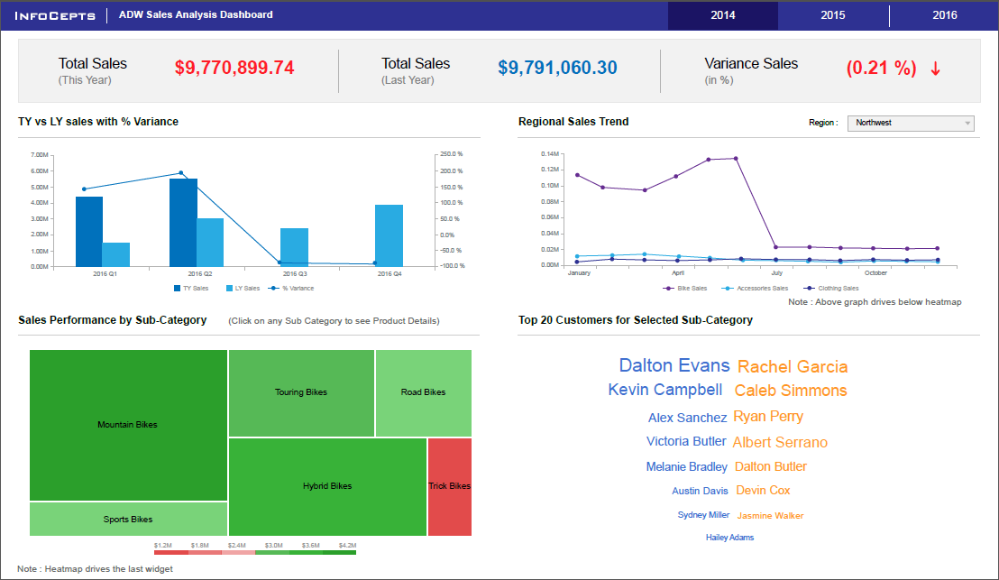 INFOCEPTS ADW Sales Analysis Dashboard 2014 2015 2016
Total Sales $9,770,899.74 Total Sales $9,791,060.30 Variance Sales (0.21 %) ↓
(This Year) (Last Year) (in %)
TY vs LY sales with % Variance
7.00M 250.0 %
6.00M 200.0 %
5.00M 150.0 %
4.00M 100.0 %
3.00M 50.0 %
2.00M 0.0%
1.00M -50.0 %
0.00M -100.0 %
2016 Q1 2016 Q2 2016 Q3 2016 Q4
TY Sales LY Sales % Variance
Regional Sales Trend Region : Northwest
0.14M
0.12M
0.10M
0.08M
0.06M
0.04M
0.02M
0.00M
January April July October
Bike Sales Accessories Sales Clothing Sales
Note : Above graph drives below heatmap
Sales Performance by Sub-Category (Click on any Sub Category to see Product Details)
Touring Bikes Road Bikes
Mountain Bikes
Hybrid Bikes Trick Bikes
Sports Bikes
$1.2M $1.8M $2.4M $3.0M $3.6M $4.2M
Note : Heatmap drives the last widget
Top 20 Customers for Selected Sub-Category
Dalton Evans Rachel Garcia
Kevin Campbell Caleb Simmons
Alex Sanchez Ryan Perry
Victoria Butler Albert Serrano
Melanie Bradley Dalton Butler
Austin Davis Devin Cox
Sydney Miller Jasmine Walker
Hailey Adams